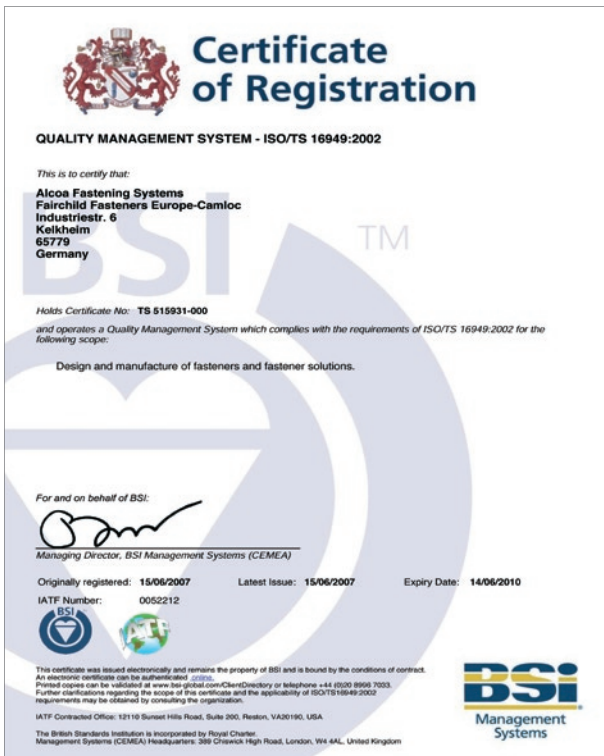 Certificate
of Registration
QUALITY MANAGEMENT SYSTEM - ISO/TS 16949:2002
This is to certify that:
Alcoa Fastening Systems
Fairchild Fasteners Europe-Camloc
Industriestr. 6
Kelkheim
65779
Germany
BSI
TM
Holds Certificate No: TS 515931-000
and operates a Quality Management System which complies with the requirements of ISO/TS 16949:2002 for the
following scope:
Design and manufacture of fasteners and fastener solutions.
For and on behalf of BSI:
Managing Director, BSI Management Systems (CEMEA)
Originally registered: 15/06/2007 Latest Issue: 15/06/2007 Expiry Date: 14/06/2010
IATF Number: 0052212
BSI
IATF
This certificate was issued electronically and remains the property of BSI and is bound by the conditions of contract.
An electronic certificate can be authenticated online.
Printed copies can be validated at www.bsi-global.com/ClientDirectory or telephone +44 (0)20 8996 7033.
Further clarifications regarding the scope of this certificate and the applicability of ISO/TS16949:2002
requirements may be obtained by consulting the organization.
IATF Contracted Office: 12110 Sunset Hills Road, Suite 200, Reston, VA20190, USA
The British Standards Institution is incorporated by Royal Charter.
Management Systems (CEMEA) Headquarters: 389 Chiswick High Road, London, W4 4AL, United Kingdom
BSi
Management
Systems